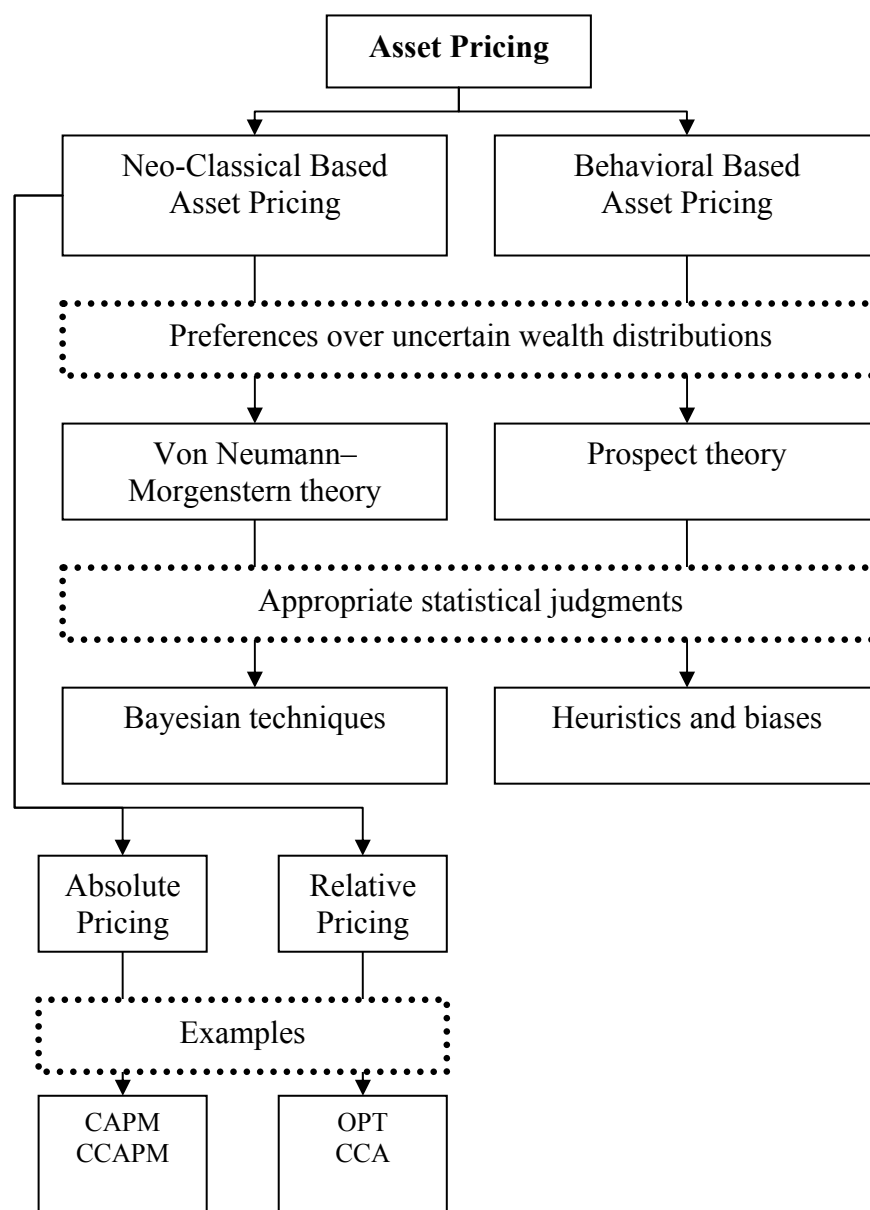 Asset Pricing
Neo-Classical Based
Asset Pricing
Behavioral Based
Asset Pricing
Preferences over uncertain wealth distributions
Von Neumann–
Morgenstern theory
Prospect theory
Appropriate statistical judgments
Bayesian techniques
Heuristics and biases
Absolute
Pricing
Relative
Pricing
Examples
CAPM
CCAPM
OPT
CCA